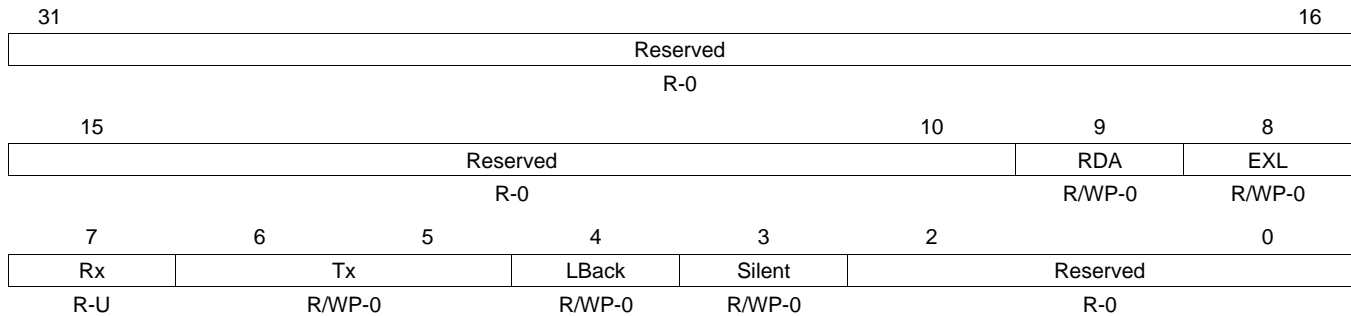 31 16
Reserved
R-0
15 10 9 8
Reserved RDA EXL
R-0 R/WP-0 R/WP-0
7 6 5 4 3 2 0
Rx Tx LBack Silent Reserved
R-U R/WP-0 R/WP-0 R/WP-0 R-0